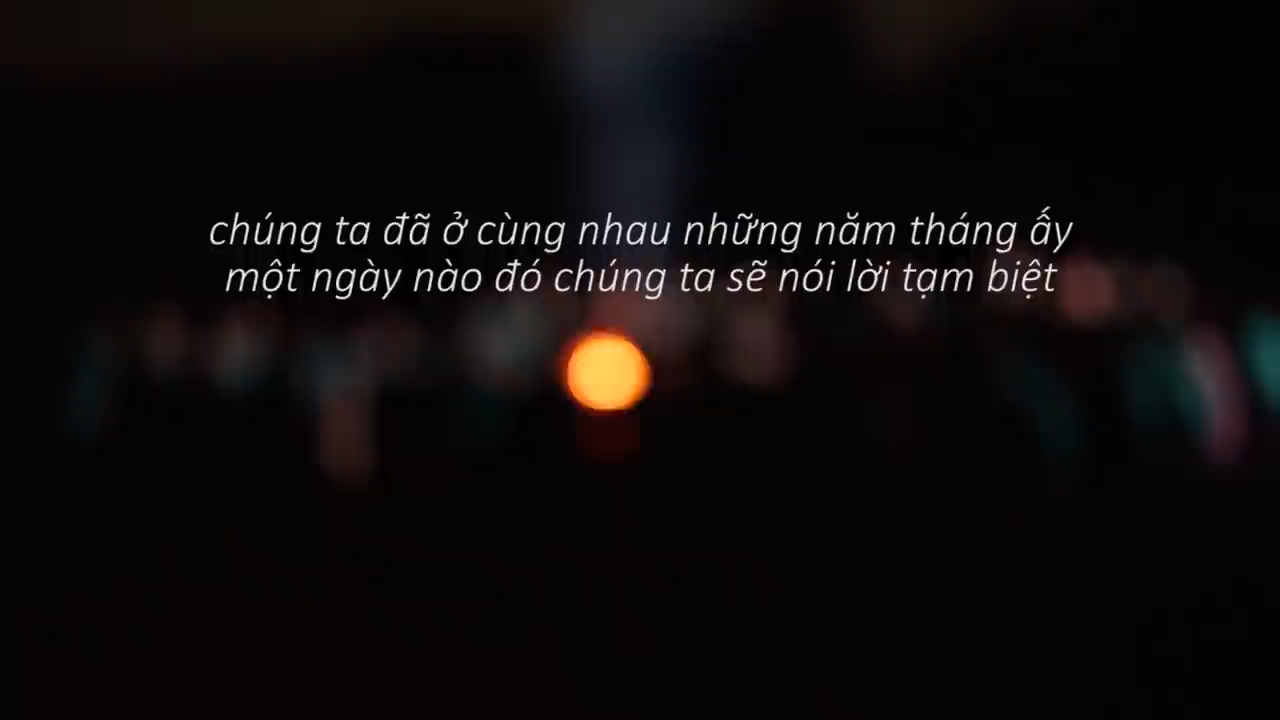 chúng ta đã ở cùng nhau những năm tháng ấy
một ngày nào đó chúng ta sẽ nói lời tạm biệt